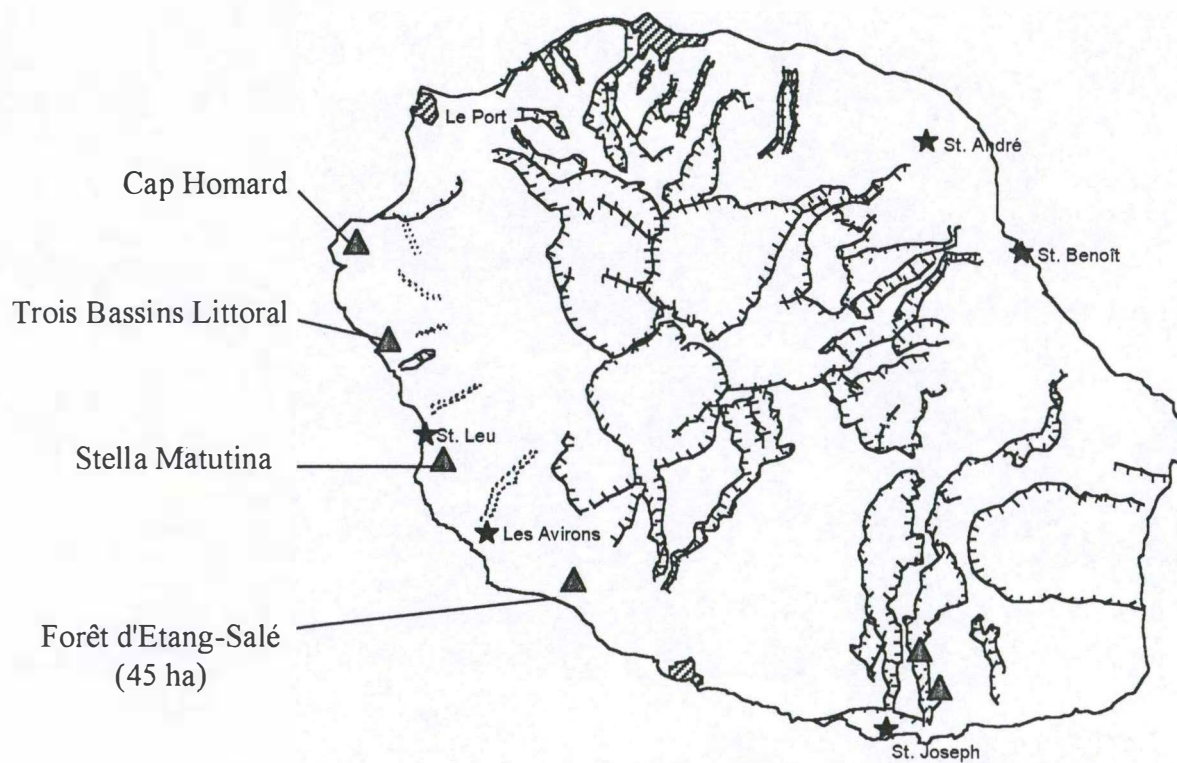 Le Port
St. André
Cap Homard
St. Benoît
Trois Bassins Littoral
St. Leu
Stella Matutina
Les Avirons
Forêt d'Etang-Salé
(45 ha)
St. Joseph